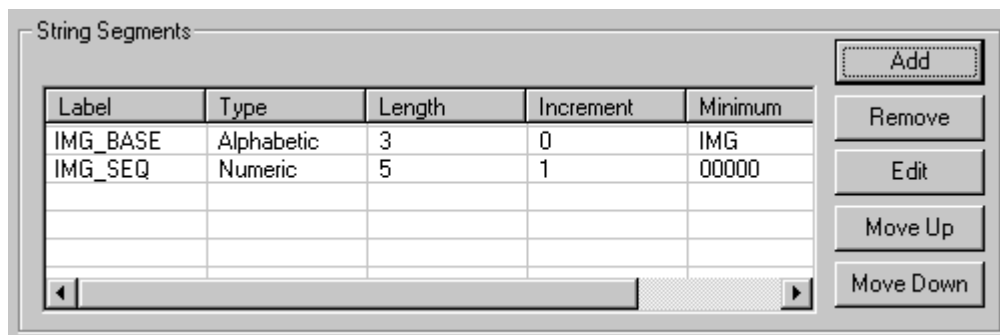 String Segments
Label Type Length Increment Minimum
IMG_BASE Alphabetic 3 0 IMG
IMG_SEQ Numeric 5 1 00000
Add
Remove
Edit
Move Up
Move Down